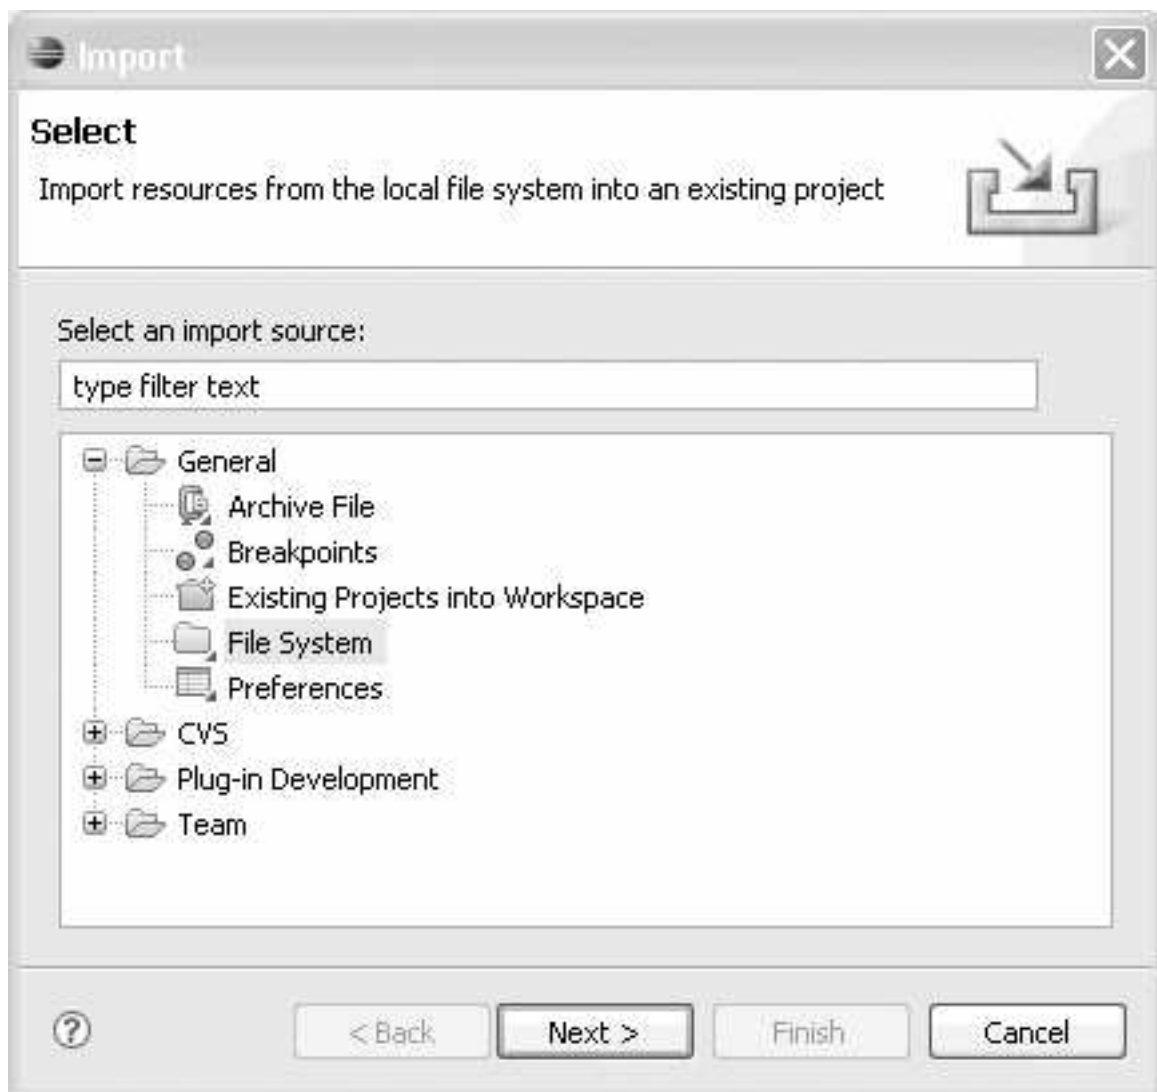 Import
Select
Import resources from the local file system into an existing project
Select an import source:
type filter text
General
Archive File
Breakpoints
Existing Projects into Workspace
File System
Preferences
CVS
Plug-in Development
Team
? < Back Next > Finish Cancel